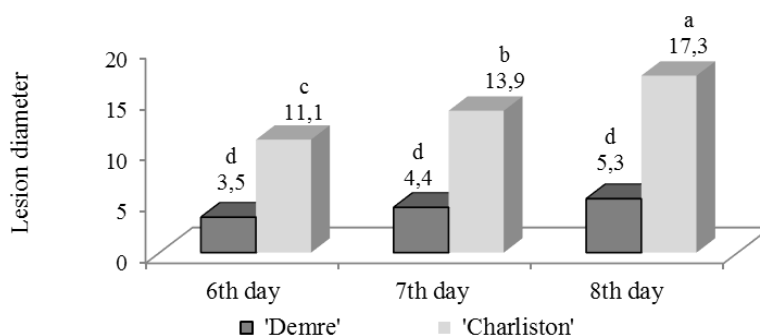 Lesion diameter
20
15
10
5
0
d
3,5
c
11,1
d
4,4
b
13,9
d
5,3
a
17,3
6th day
7th day
8th day
'Demre'
'Charliston'